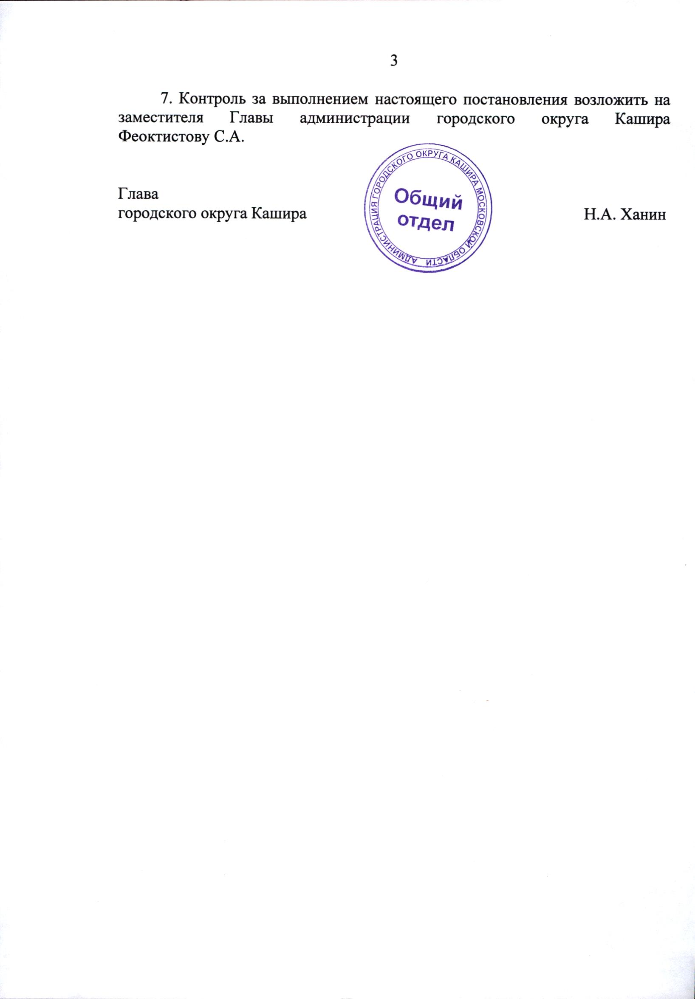 3
7. Контроль за выполнением настоящего постановления возложить на
заместителя Главы администрации городского округа Кашира
Феоктистову С.А.
АДМИНИСТРАЦИЯ ГОРОДСКОГО ОКРУГА КАШИРА МОСКОВСКОЙ ОБЛАСТИ
Общий
отдел
Глава
городского округа Кашира
Н.А. Ханин